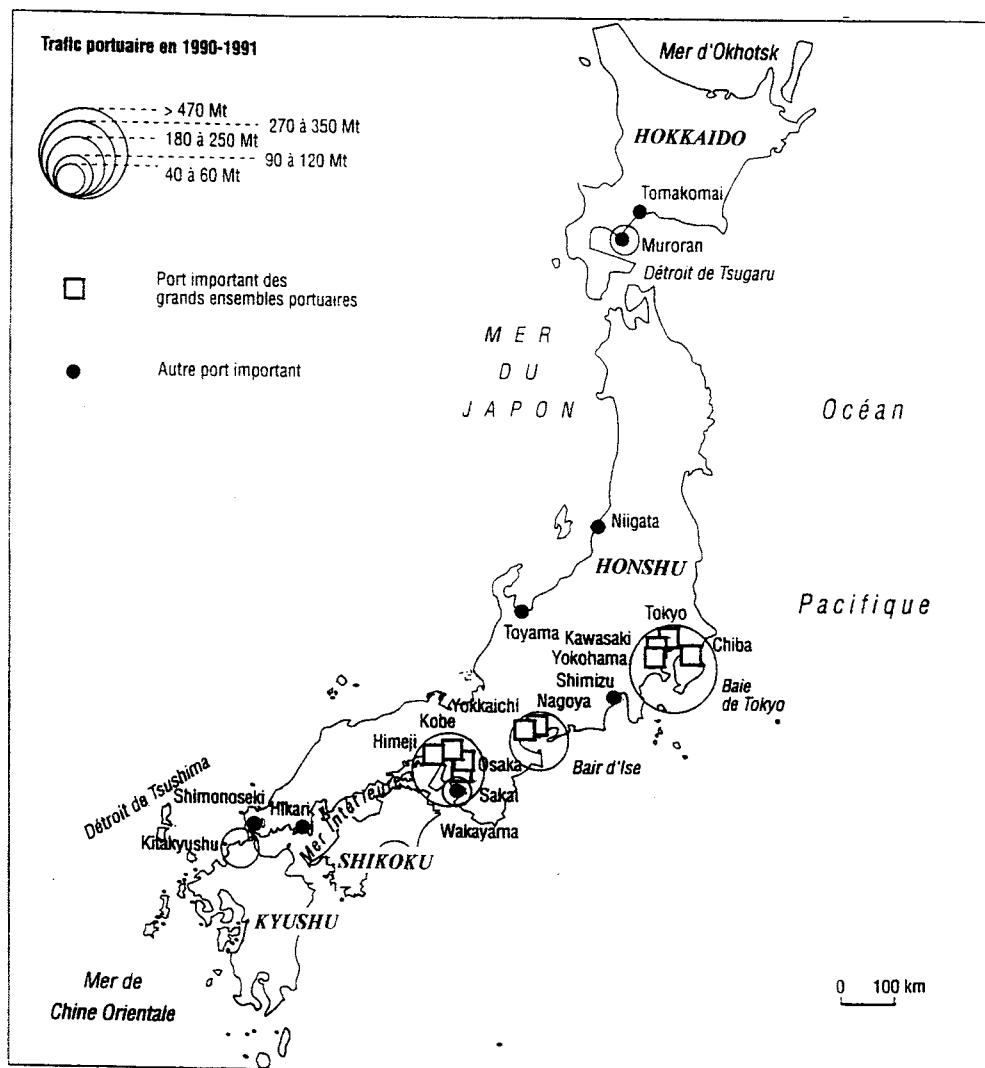 Trafic portuaire en 1990-1991
> 470 Mt
270 à 350 Mt
180 à 250 Mt
90 à 120 Mt
40 à 60 Mt
Port important des
grands ensembles portuaires
Autre port important
Mer d'Okhotsk
HOKKAIDO
Tomakomai
Muroran
Détroit de Tsugaru
MER
DU
JAPON
Océan
Pacifique
Niigata
HONSHU
Toyama
Tokyo
Kawasaki
Chiba
Yokohama
Shimizu
Baie
de Tokyo
Yokkaichi
Nagoya
Kobe
Himeji
Osaka
Bair d'Ise
Sakai
Wakayama
Détroit de Tsushima
Shimonoseki
Hikari
Mer Intérieure
Kitakyushu
SHIKOKU
KYUSHU
Mer de
Chine Orientale
0 100 km